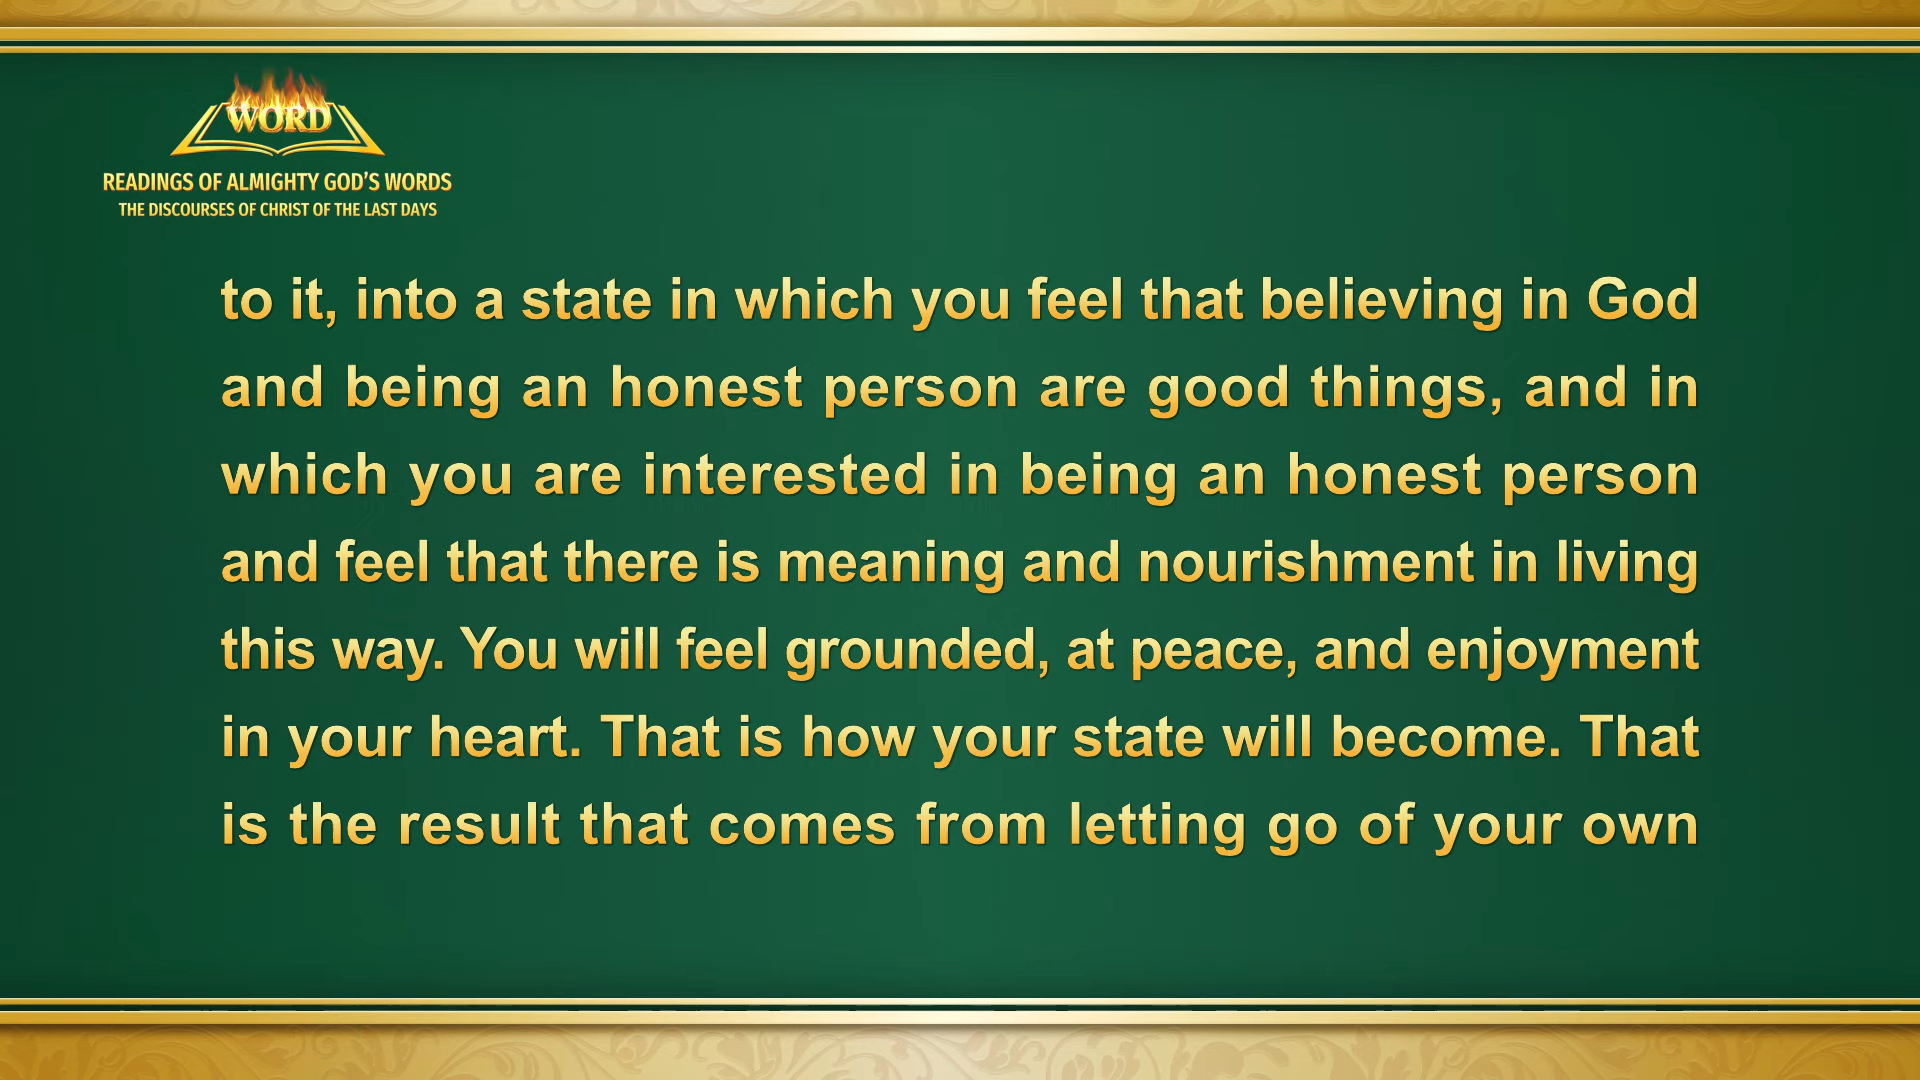 WORD
READINGS OF ALMIGHTY GOD'S WORDS
THE DISCOURSES OF CHRIST OF THE LAST DAYS
to it, into a state in which you feel that believing in God
and being an honest person are good things, and in
which you are interested in being an honest person
and feel that there is meaning and nourishment in living
this way. You will feel grounded, at peace, and enjoyment
in your heart. That is how your state will become. That
is the result that comes from letting go of your own